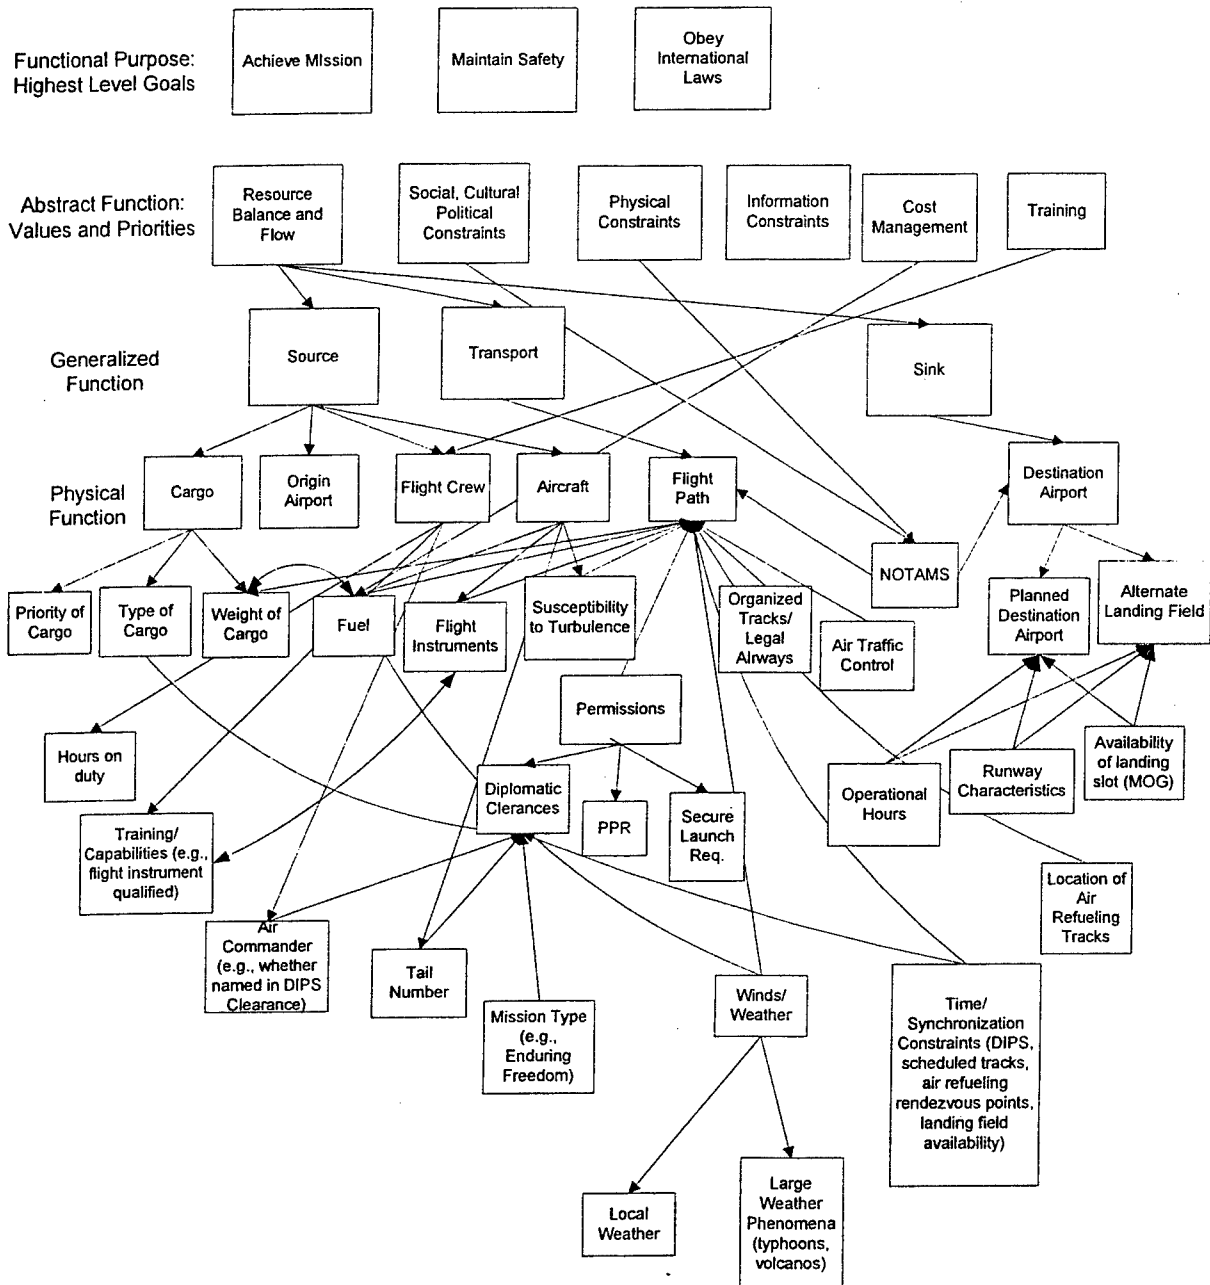 Functional Purpose:
Highest Level Goals
Achieve MIssion
Maintain Safety
Obey
International
Laws
Abstract Function:
Values and Priorities
Resource
Balance and
Flow
Social, Cultural
Political
Constraints
Physical
Constraints
Information
Constraints
Cost
Management
Training
Generalized
Function
Source
Transport
Sink
Physical
Function
Cargo
Origin
Airport
Flight Crew
Aircraft
Flight
Path
Destination
Airport
NOTAMS
Priority of
Cargo
Type of
Cargo
Weight of
Cargo
Fuel
Flight
Instruments
Susceptibility
to Turbulence
Organized
Tracks/
Legal
Airways
Air Traffic
Control
Planned
Destination
Airport
Alternate
Landing Field
Permissions
Hours on
duty
Diplomatic
Clerances
PPR
Secure
Launch
Req.
Operational
Hours
Runway
Characteristics
Availability
of landing
slot (MOG)
Training/
Capabilities (e.g.,
flight instrument
qualified)
Location of
Air
Refueling
Tracks
Air
Commander
(e.g., whether
named in DIPS
Clearance)
Tail
Number
Mission Type
(e.g.,
Enduring
Freedom)
Winds/
Weather
Time/
Synchronization
Constraints (DIPS,
scheduled tracks,
air refueling
rendezvous points,
landing field
availability)
Local
Weather
Large
Weather
Phenomena
(typhoons,
volcanos)